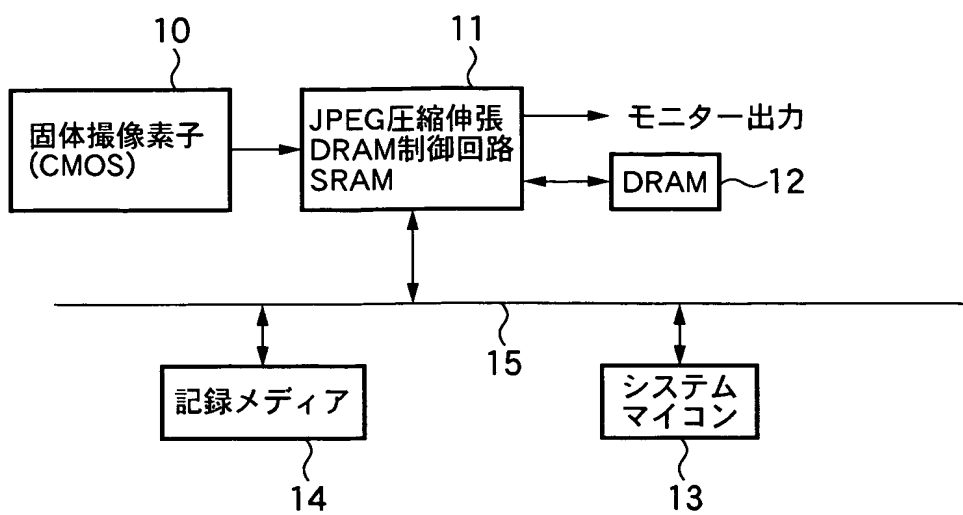 10
11
固体撮像素子
(CMOS)
JPEG圧縮伸張
DRAM制御回路
SRAM
モニター出力
DRAM
12
15
記録メディア
システム
マイコン
14
13